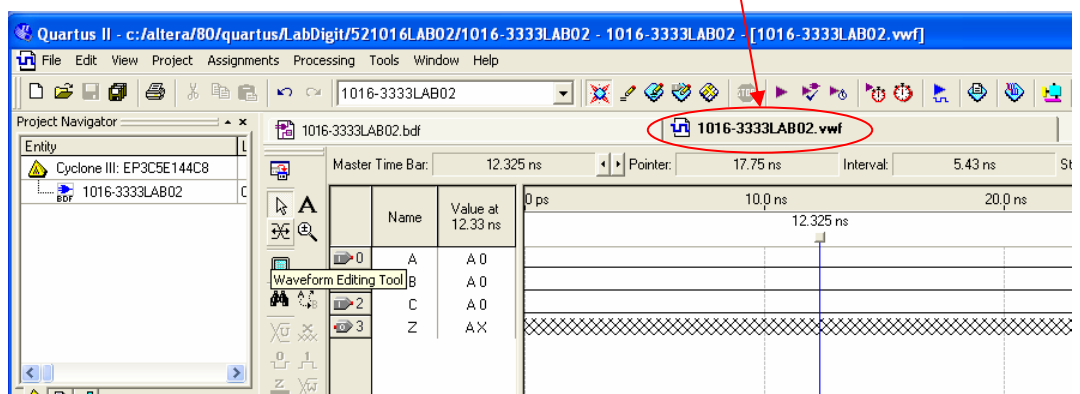 Quartus II - c:/altera/80/quartus/LabDigit/521016LAB02/1016-3333LAB02 - 1016-3333LAB02 - [1016-3333LAB02.vwf]
File Edit View Project Assignments Processing Tools Window Help
1016-3333LAB02
Project Navigator
1016-3333LAB02.bdf
1016-3333LAB02.vwf
Entity
Cyclone III: EP3C5E144C8
1016-3333LAB02
BDF
Master Time Bar: 12.325 ns Pointer: 17.75 ns Interval: 5.43 ns St
Name
Value at
12.33 ns
0 ps 10.0 ns 20.0 ns
12.325 ns
0 A A 0
Waveform Editing Tool B A 0
2 C A 0
3 Z A X